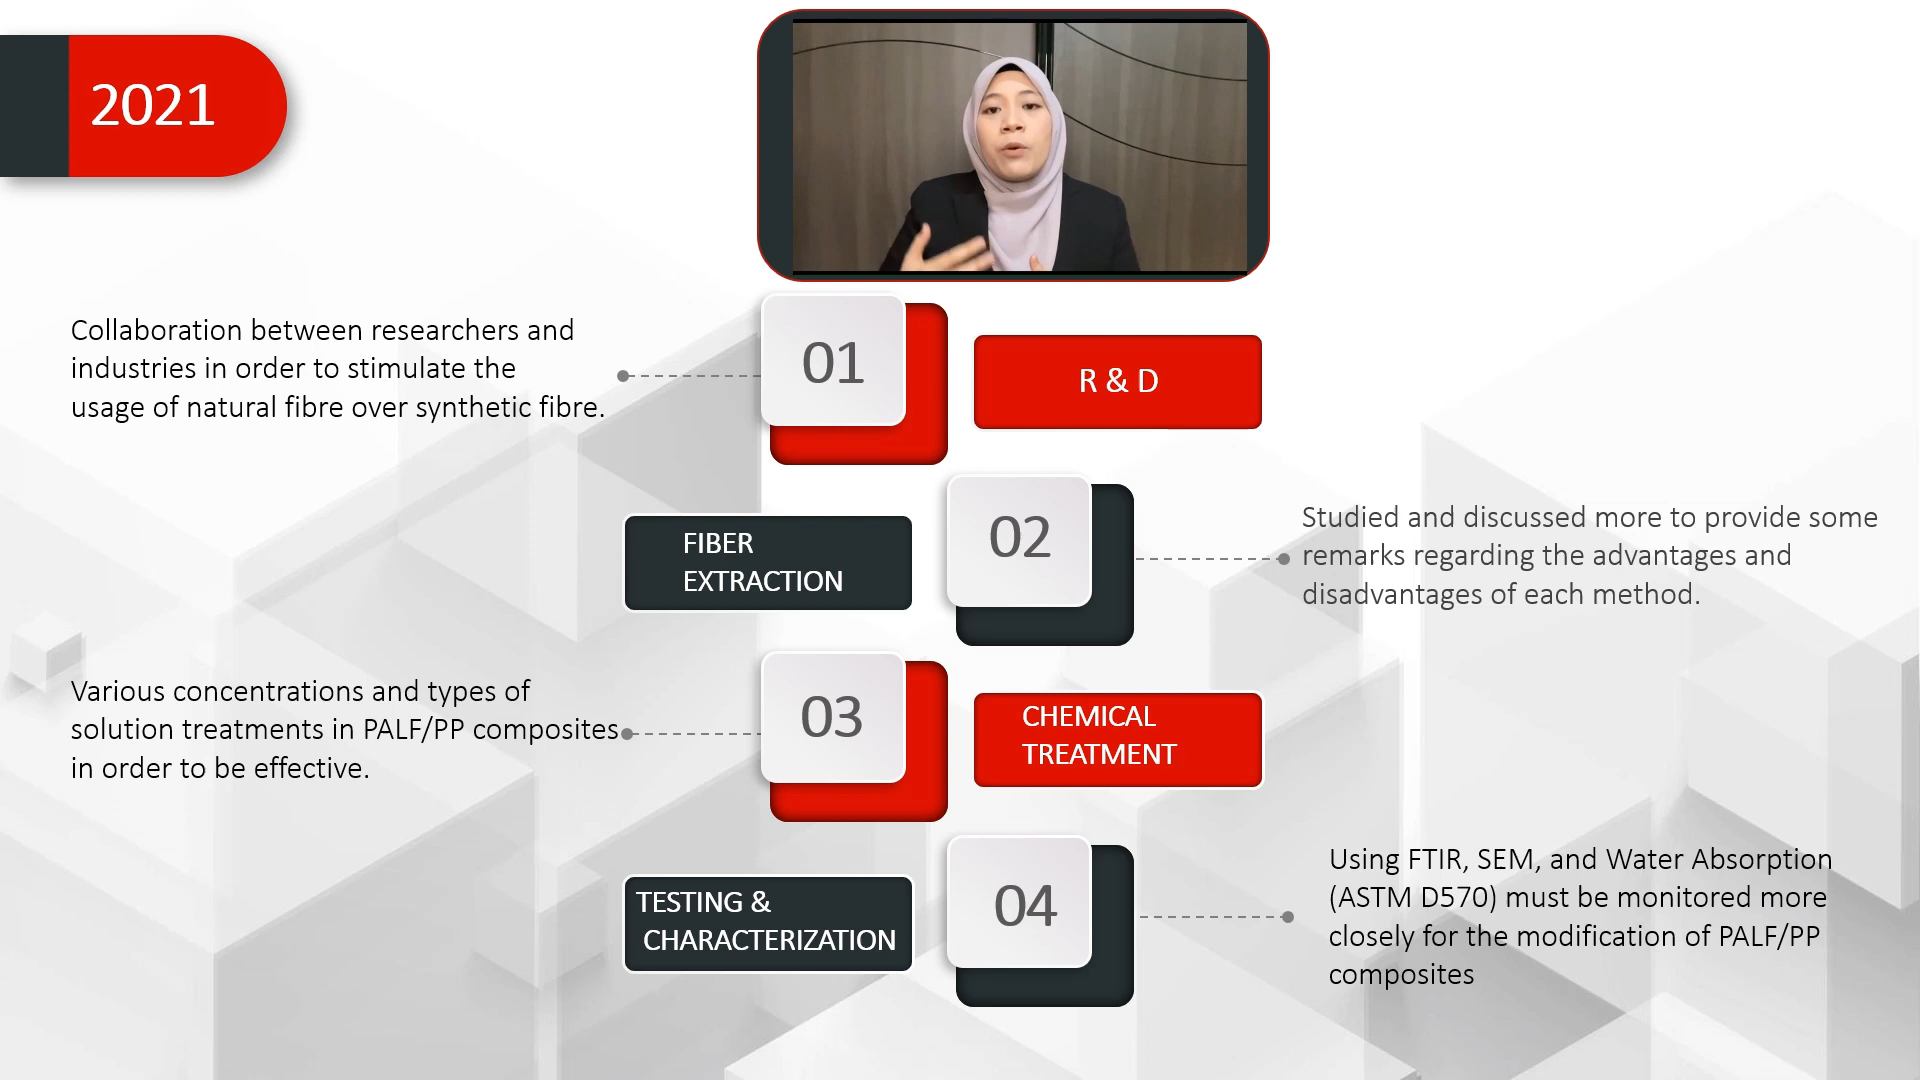 2021
Collaboration between researchers and
industries in order to stimulate the
usage of natural fibre over synthetic fibre.
01
R & D
FIBER
EXTRACTION
02
Studied and discussed more to provide some
remarks regarding the advantages and
disadvantages of each method.
Various concentrations and types of
solution treatments in PALF/PP composites
in order to be effective.
03
CHEMICAL
TREATMENT
TESTING &
CHARACTERIZATION
04
Using FTIR, SEM, and Water Absorption
(ASTM D570) must be monitored more
closely for the modification of PALF/PP
composites